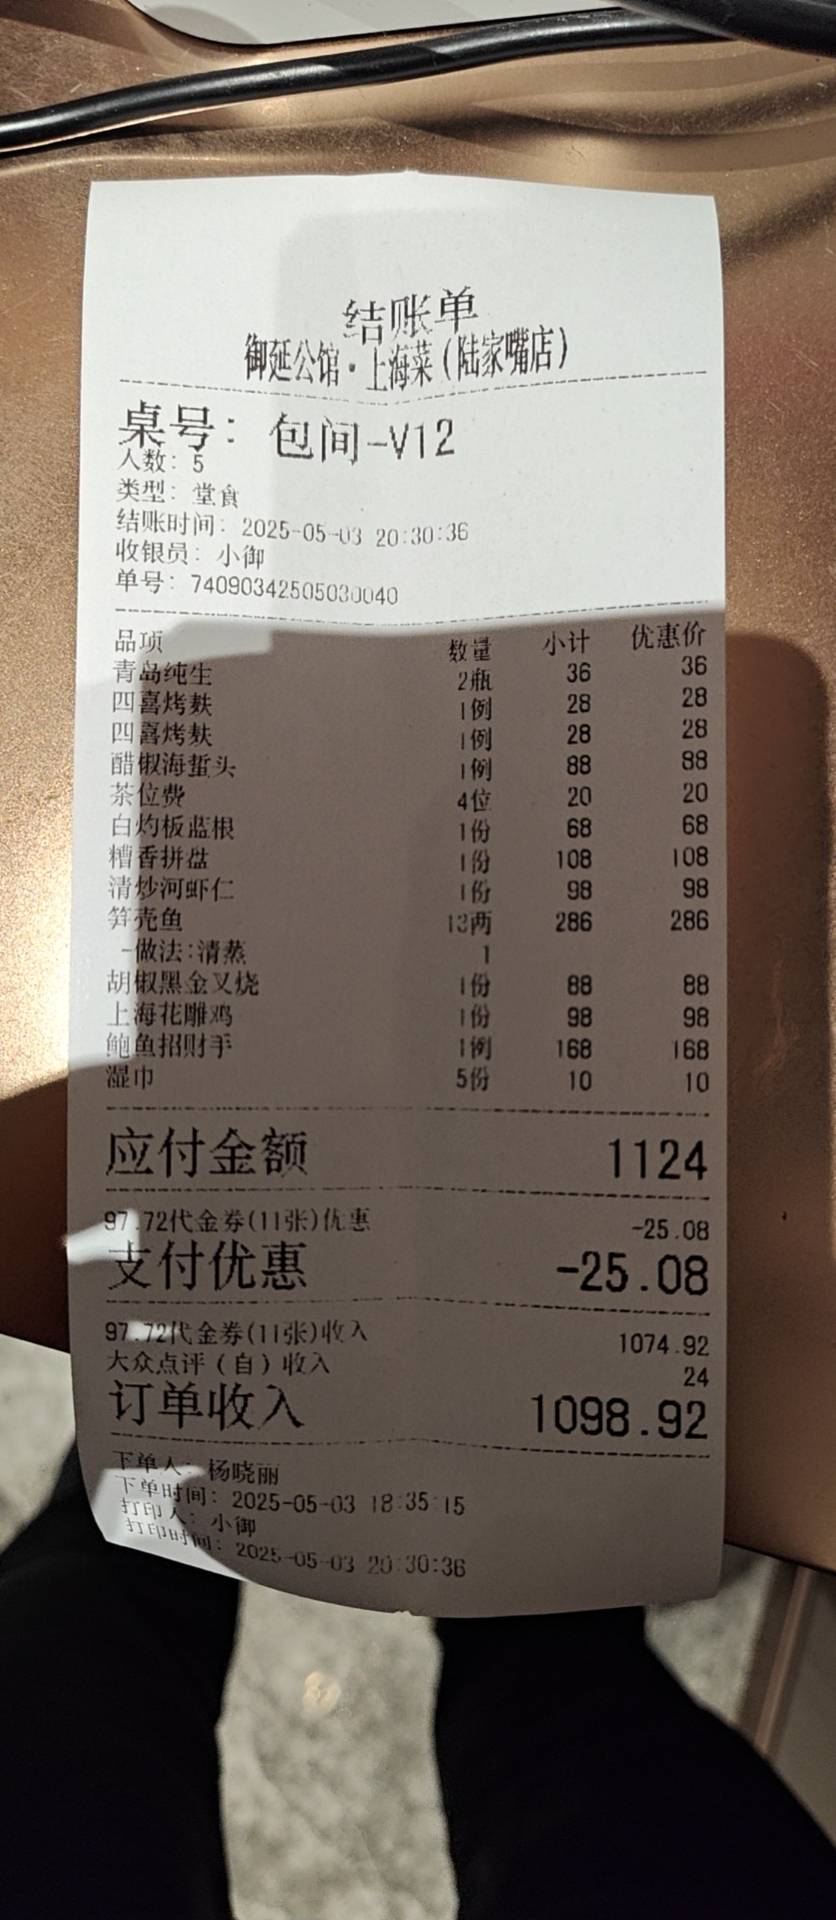 结账单
御延公馆·上海菜(陆家嘴店)
桌号: 包间-V12
人数: 5
类型: 堂食
结账时间: 2025-05-03 20:30:36
收银员: 小御
单号: 74090342505030040
品项 数量 小计 优惠价
青岛纯生 2瓶 36 36
四喜烤麸 1例 28 28
四喜烤麸 1例 28 28
醋椒海蜇头 1例 88 88
茶位费 4位 20 20
白灼板蓝根 1份 68 68
糟香拼盘 1份 108 108
清炒河虾仁 1份 98 98
笋壳鱼 13两 286 286
-做法:清蒸 1
胡椒黑金叉烧 1份 88 88
上海花雕鸡 1份 98 98
鲍鱼招财手 1例 168 168
湿巾 5份 10 10
应付金额 1124
97.72代金券(11张)优惠 -25.08
支付优惠 -25.08
97.72代金券(11张)收入 1074.92
大众点评(自)收入 24
订单收入 1098.92
下单人: 杨晓丽
下单时间: 2025-05-03 18:35:15
打印人: 小御
打印时间: 2025-05-03 20:30:36